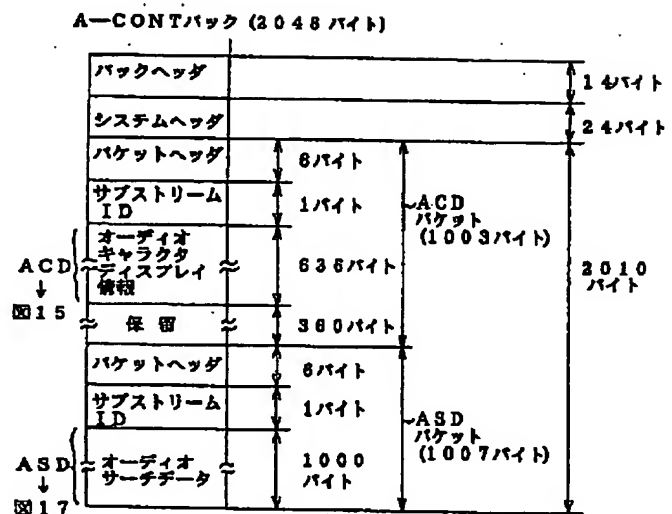 A—CONTパック (2048バイト)
パックヘッダ
14バイト
システムヘッダ
24バイト
パケットヘッダ
6バイト
サブストリーム
ID
1バイト
オーディオ
キャラクタ
ディスプレイ
情報
636バイト
ACD
↓
図15
~ACD
パケット
(1003バイト)
2010
バイト
保留
360バイト
パケットヘッダ
6バイト
サブストリーム
ID
1バイト
~ASD
パケット
(1007バイト)
ASD
↓
図17
オーディオ
サーチデータ
1000
バイト